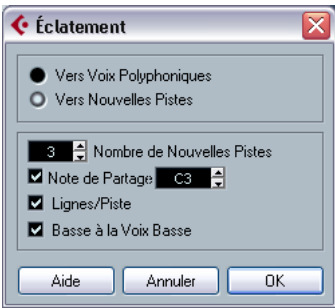 Éclatement
Vers Voix Polyphoniques
Vers Nouvelles Pistes
3 Nombre de Nouvelles Pistes
Note de Partage C3
Lignes/Piste
Basse à la Voix Basse
Aide Annuler OK